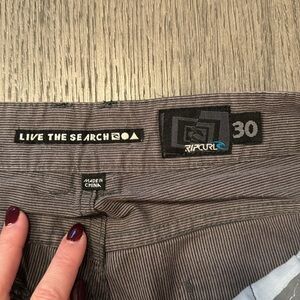 LIVE THE SEARCH
RIPCURL
30
MADE IN
CHINA